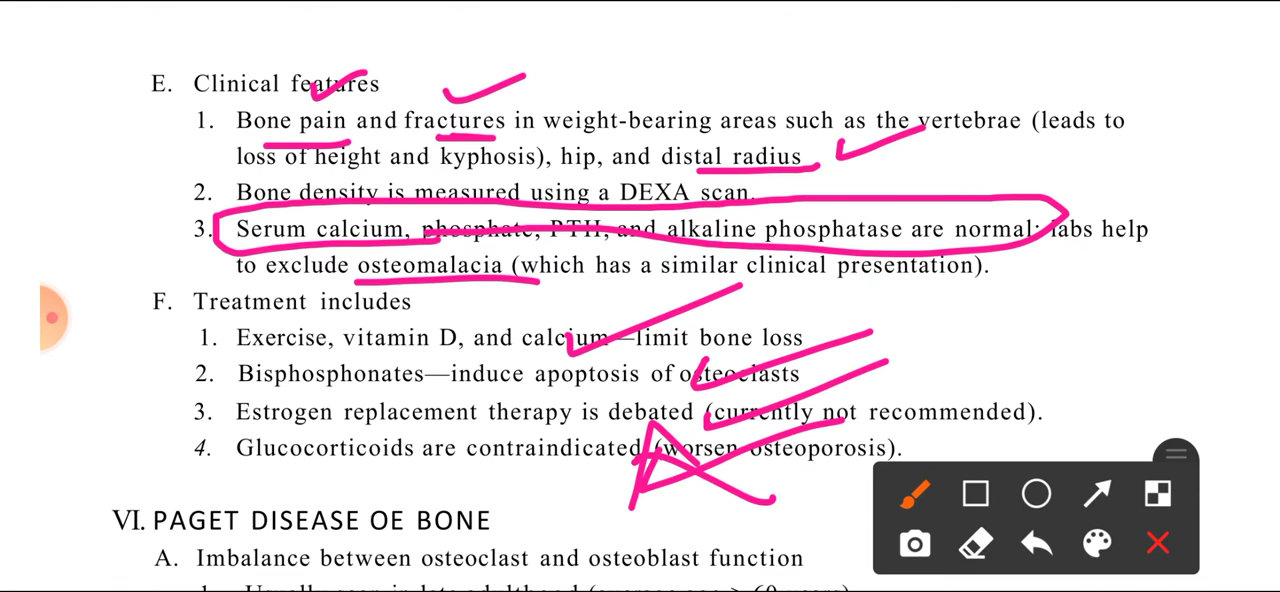 E. Clinical features
1. Bone pain and fractures in weight-bearing areas such as the vertebrae (leads to
loss of height and kyphosis), hip, and distal radius
2. Bone density is measured using a DEXA scan.
3. Serum calcium, phosphate, PTH, and alkaline phosphatase are normal; labs help
to exclude osteomalacia (which has a similar clinical presentation).
F. Treatment includes
1. Exercise, vitamin D, and calcium—limit bone loss
2. Bisphosphonates—induce apoptosis of osteoclasts
3. Estrogen replacement therapy is debated (currently not recommended).
4. Glucocorticoids are contraindicated (worsen osteoporosis).
VI. PAGET DISEASE OE BONE
A. Imbalance between osteoclast and osteoblast function